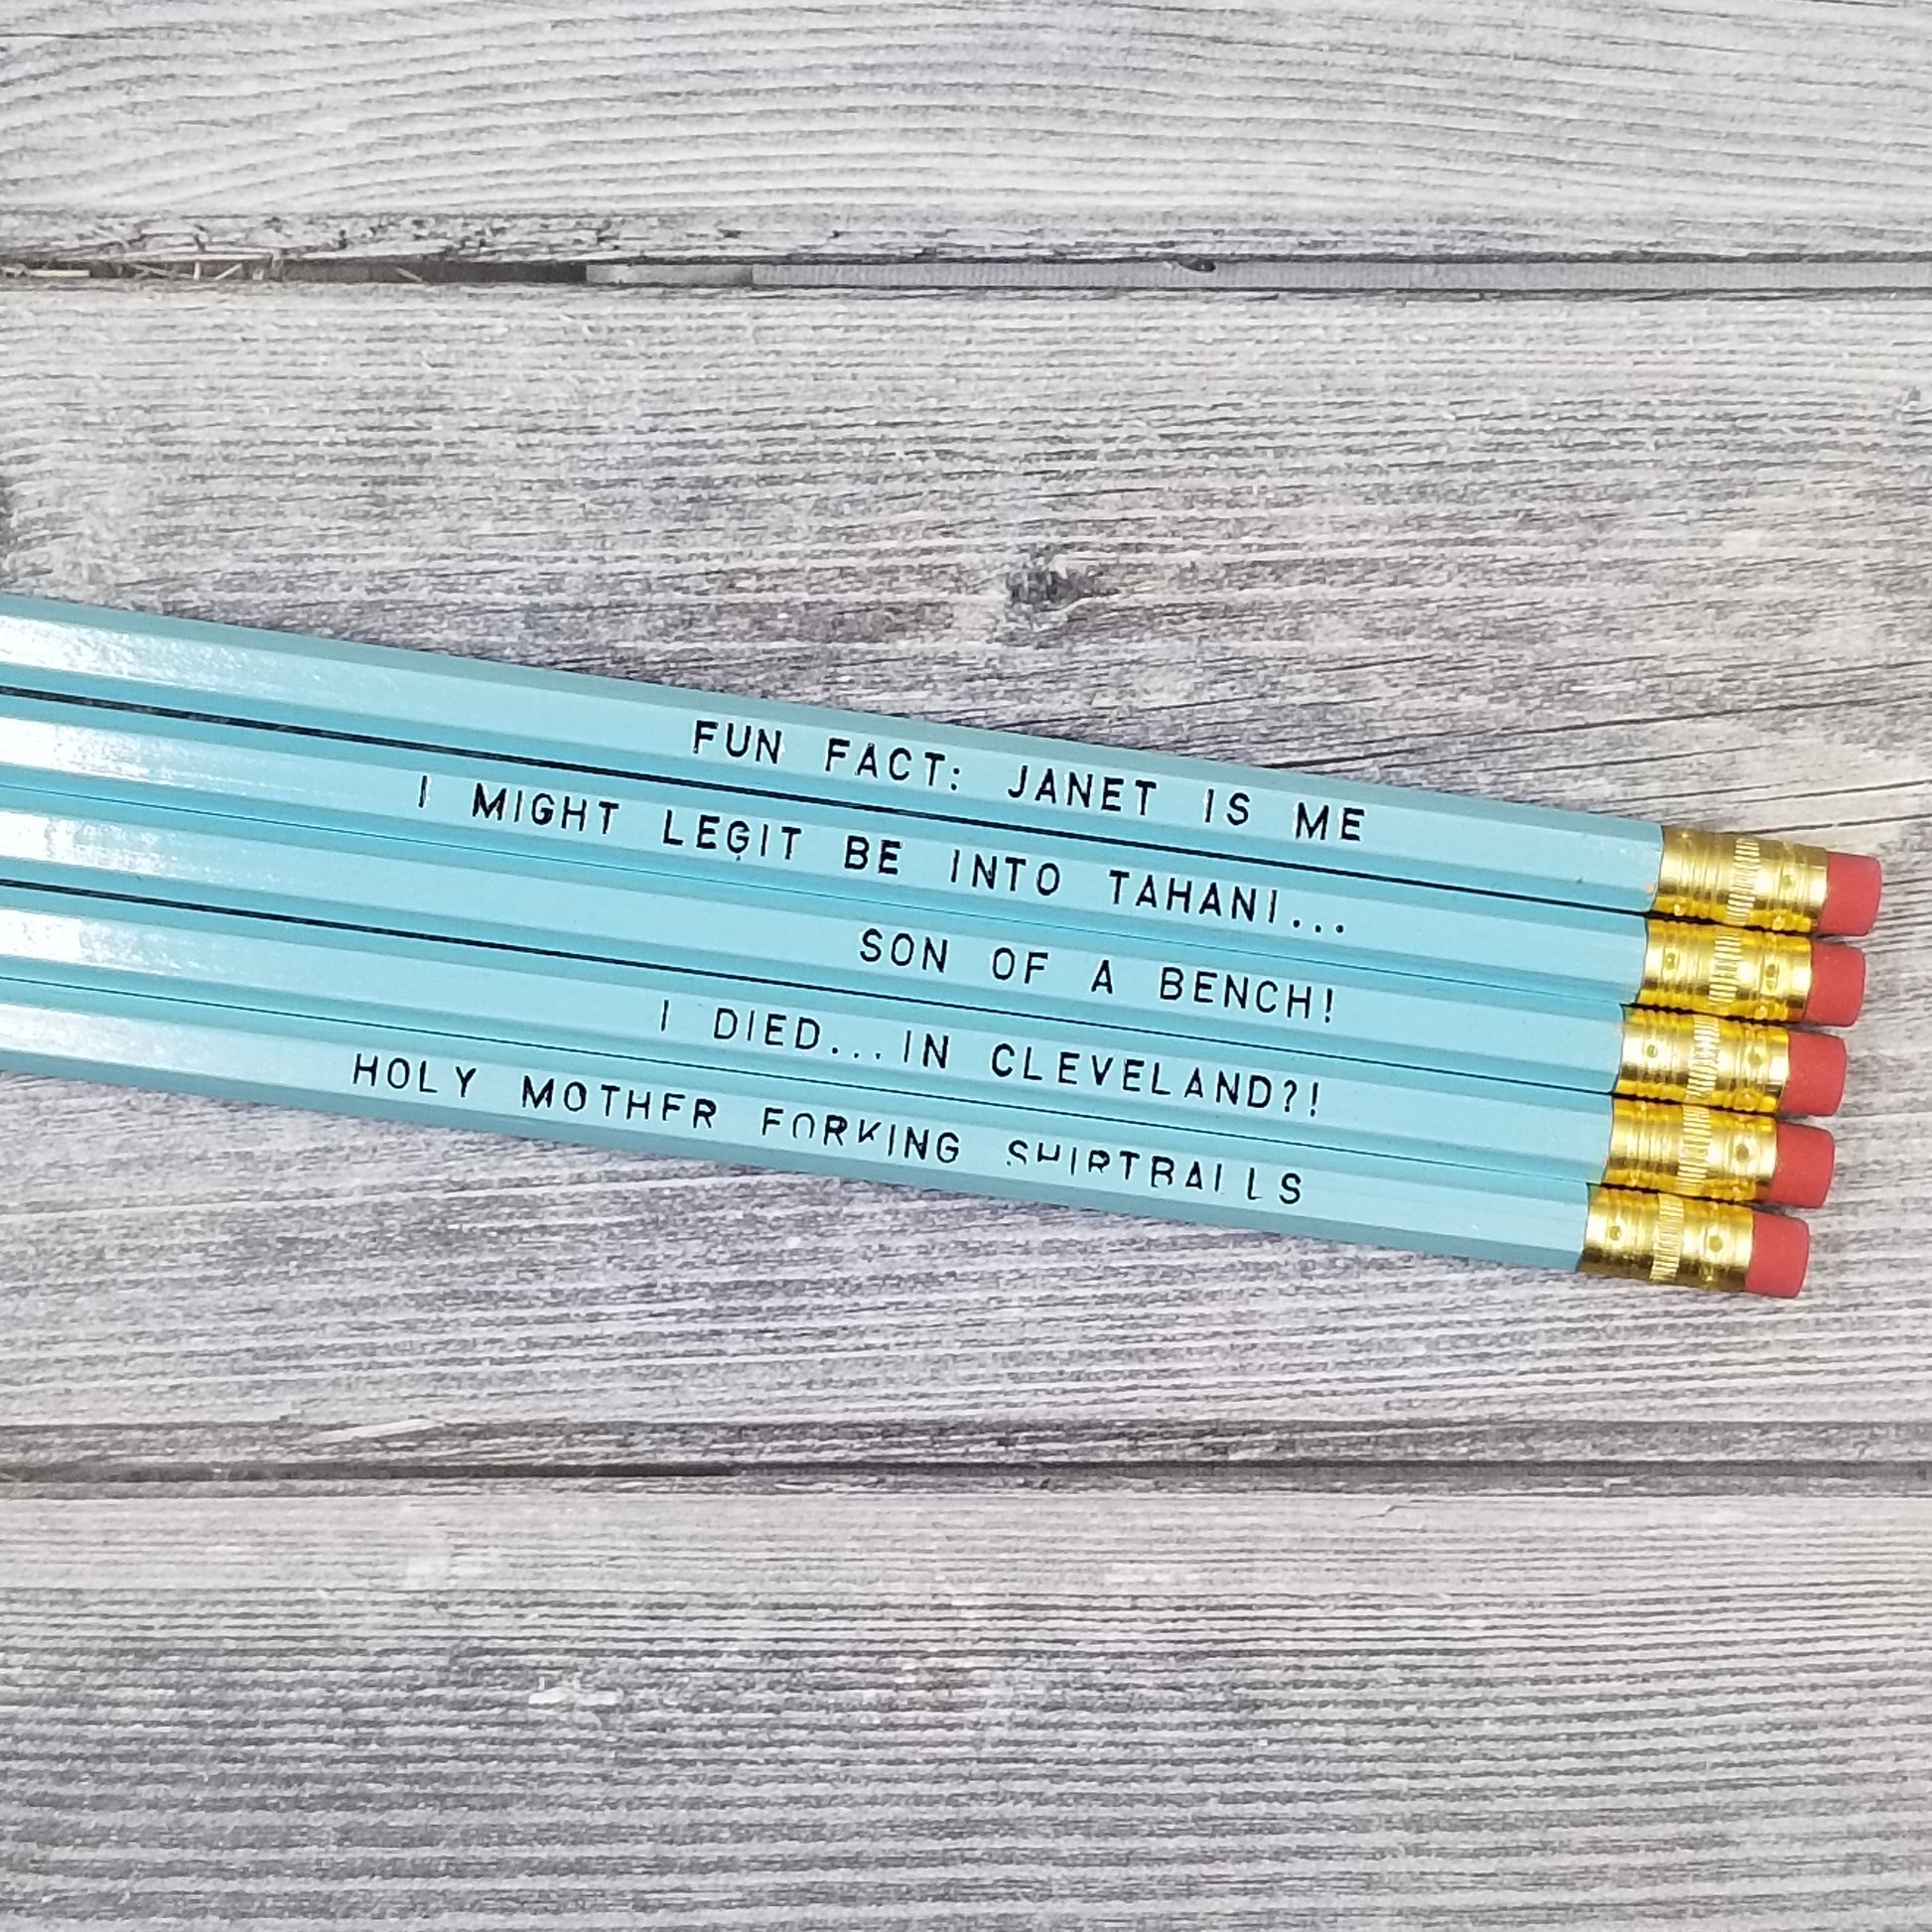 FUN FACT: JANET IS ME
I MIGHT LEGIT BE INTO TAHANI...
SON OF A BENCH!
I DIED...IN CLEVELAND?!
HOLY MOTHER FORKING SHIRTBALLS